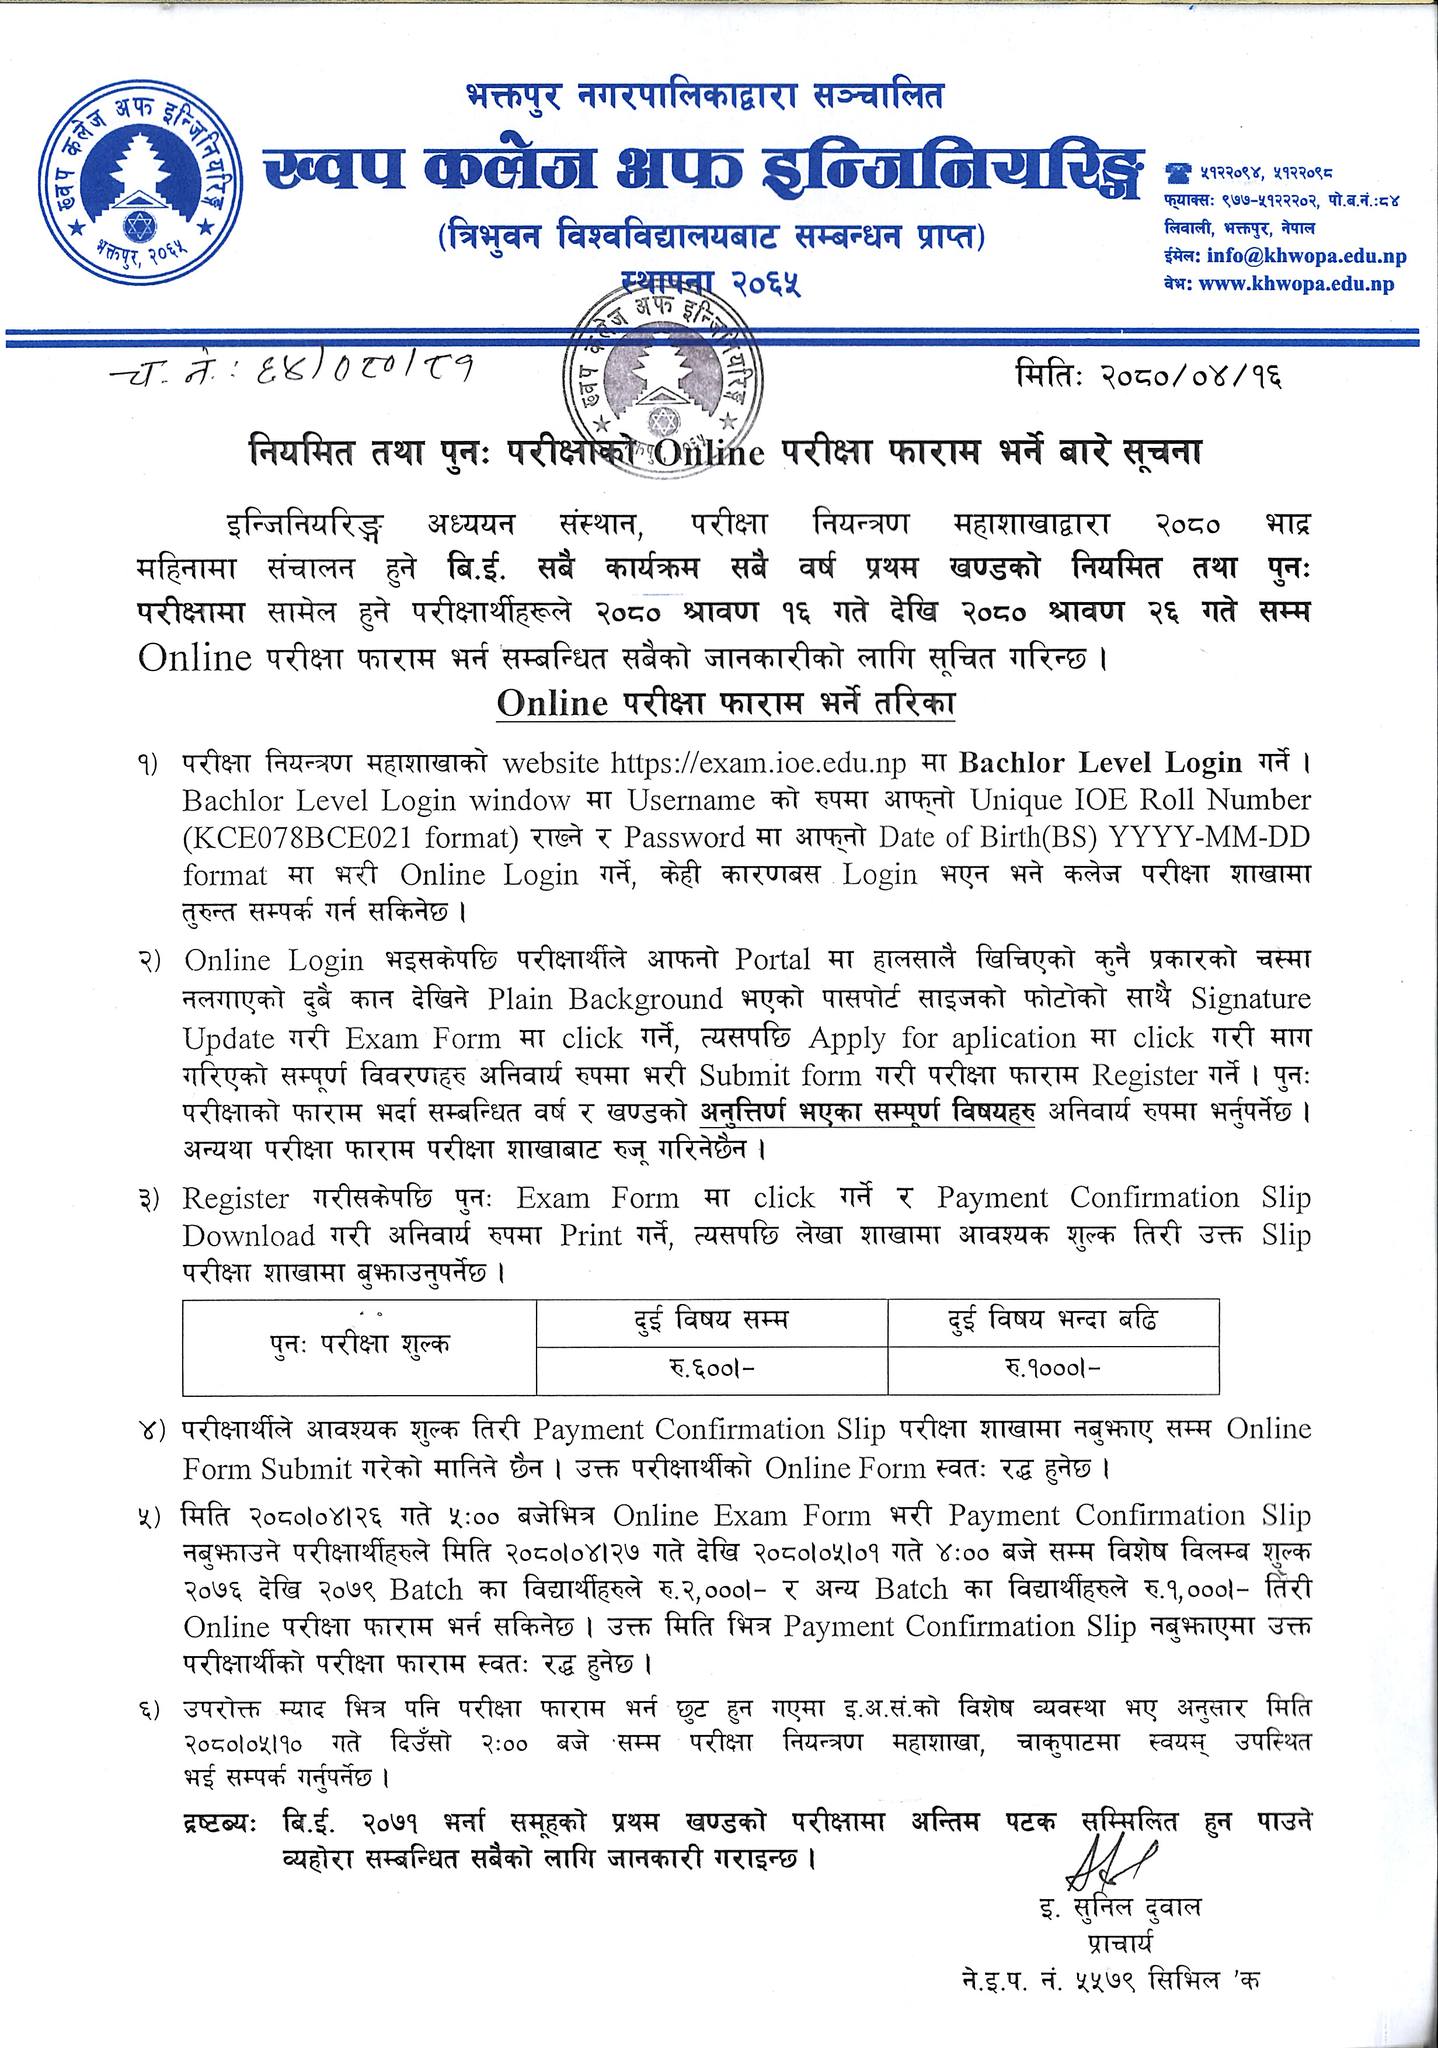 भक्तपुर नगरपालिकाद्वारा सञ्चालित
ख्वप कलेज अफ इन्जिनियरिङ्ग
(त्रिभुवन विश्वविद्यालयबाट सम्बन्धन प्राप्त)
स्थापना २०६५
ख्वप कलेज अफ इन्जिनियरिङ्ग
भक्तपुर, २०६५
☎ ५१२२०९४, ५१२२०९८
फ्याक्सः ९७७-५१२२२०२, पो.ब.नं.:८४
लिवाली, भक्तपुर, नेपाल
ईमेल: info@khwopa.edu.np
वेभ: www.khwopa.edu.np
ख्वप कलेज अफ इन्जिनियरिङ्ग
च. नं.: ६४/०८०/८१
मितिः २०८०/०४/१६
नियमित तथा पुनः परीक्षाको Online परीक्षा फाराम भर्ने बारे सूचना
इन्जिनियरिङ्ग अध्ययन संस्थान, परीक्षा नियन्त्रण महाशाखाद्वारा २०८० भाद्र
महिनामा संचालन हुने बि.ई. सबै कार्यक्रम सबै वर्ष प्रथम खण्डको नियमित तथा पुनः
परीक्षामा सामेल हुने परीक्षार्थीहरूले २०८० श्रावण १६ गते देखि २०८० श्रावण २६ गते सम्म
Online परीक्षा फाराम भर्न सम्बन्धित सबैको जानकारीको लागि सूचित गरिन्छ ।
Online परीक्षा फाराम भर्ने तरिका
१) परीक्षा नियन्त्रण महाशाखाको website https://exam.ioe.edu.np मा Bachlor Level Login गर्ने ।
Bachlor Level Login window मा Username को रुपमा आफ्‌नो Unique IOE Roll Number
(KCE078BCE021 format) राख्ने र Password मा आफ्‌नो Date of Birth(BS) YYYY-MM-DD
format मा भरी Online Login गर्ने, केही कारणबस Login भएन भने कलेज परीक्षा शाखामा
तुरुन्त सम्पर्क गर्न सकिनेछ ।
२) Online Login भइसकेपछि परीक्षार्थीले आफनो Portal मा हालसालै खिचिएको कुनै प्रकारको चस्मा
नलगाएको दुबै कान देखिने Plain Background भएको पासपोर्ट साइजको फोटोको साथै Signature
Update गरी Exam Form मा click गर्ने, त्यसपछि Apply for aplication मा click गरी माग
गरिएको सम्पूर्ण विवरणहरु अनिवार्य रुपमा भरी Submit form गरी परीक्षा फाराम Register गर्ने । पुनः
परीक्षाको फाराम भर्दा सम्बन्धित वर्ष र खण्डको अनुत्तिर्ण भएका सम्पूर्ण विषयहरु अनिवार्य रुपमा भर्नुपर्नेछ ।
अन्यथा परीक्षा फाराम परीक्षा शाखाबाट रुजू गरिनेछैन ।
३) Register गरीसकेपछि पुनः Exam Form मा click गर्ने र Payment Confirmation Slip
Download गरी अनिवार्य रुपमा Print गर्ने, त्यसपछि लेखा शाखामा आवश्यक शुल्क तिरी उक्त Slip
परीक्षा शाखामा बुझाउनुपर्नेछ ।
पुनः परीक्षा शुल्क
दुई विषय सम्म
दुई विषय भन्दा बढि
रु.६००।-
रु.१०००।-
४) परीक्षार्थीले आवश्यक शुल्क तिरी Payment Confirmation Slip परीक्षा शाखामा नबुझाए सम्म Online
Form Submit गरेको मानिने छैन । उक्त परीक्षार्थीको Online Form स्वतः रद्ध हुनेछ ।
५) मिति २०८०।०४।२६ गते ५:०० बजेभित्र Online Exam Form भरी Payment Confirmation Slip
नबुझाउने परीक्षार्थीहरुले मिति २०८०।०४।२७ गते देखि २०८०।०५।०१ गते ४:०० बजे सम्म विशेष विलम्ब शुल्क
२०७६ देखि २०७९ Batch का विद्यार्थीहरुले रु.२,०००।- र अन्य Batch का विद्यार्थीहरुले रु.१,०००।- तिरी
Online परीक्षा फाराम भर्न सकिनेछ । उक्त मिति भित्र Payment Confirmation Slip नबुझाएमा उक्त
परीक्षार्थीको परीक्षा फाराम स्वतः रद्ध हुनेछ ।
६) उपरोक्त म्याद भित्र पनि परीक्षा फाराम भर्न छुट हुन गएमा इ.अ.सं.को विशेष व्यवस्था भए अनुसार मिति
२०८०।०५।१० गते दिउँसो २:०० बजे सम्म परीक्षा नियन्त्रण महाशाखा, चाकुपाटमा स्वयम् उपस्थित
भई सम्पर्क गर्नुपर्नेछ ।
द्रष्टब्यः बि.ई. २०७१ भर्ना समूहको प्रथम खण्डको परीक्षामा अन्तिम पटक सम्मिलित हुन पाउने
व्यहोरा सम्बन्धित सबैको लागि जानकारी गराइन्छ ।
इ. सुनिल दुवाल
प्राचार्य
ने.इ.प. नं. ५५७९ सिभिल 'क